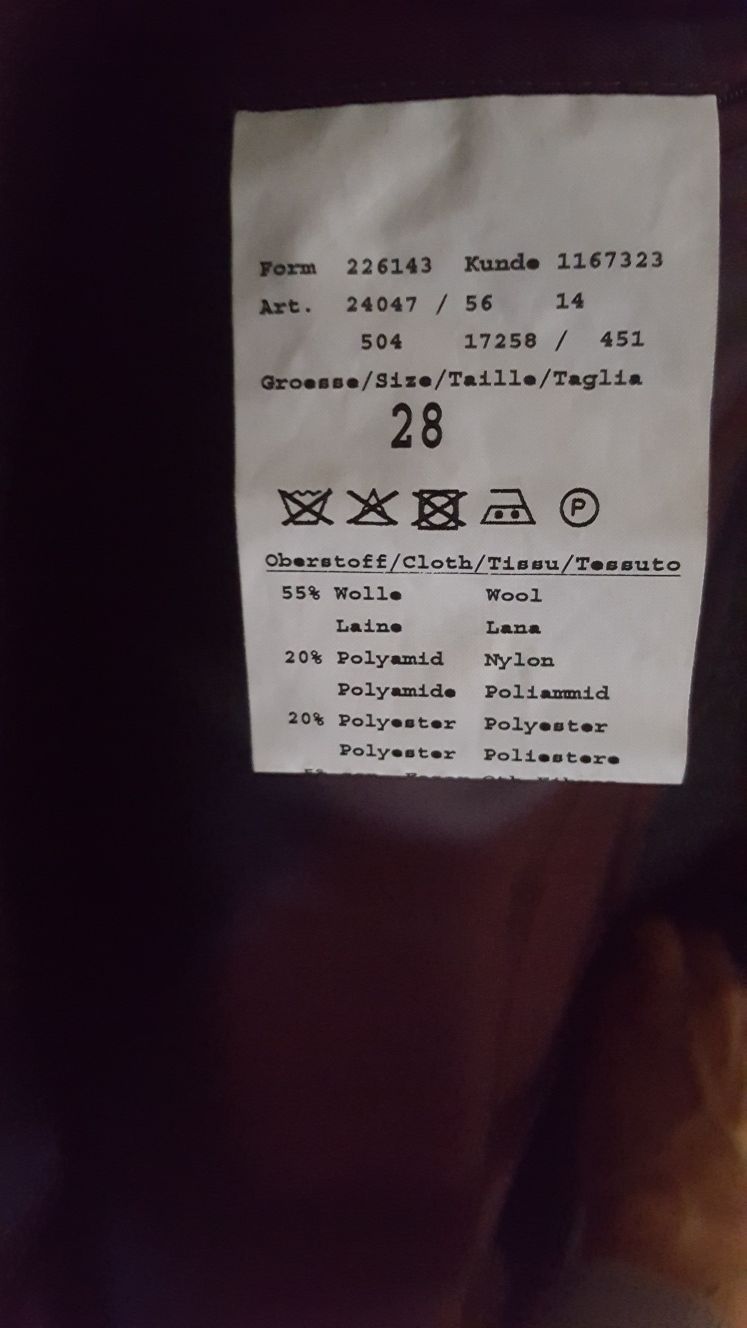 Form 226143 Kunde 1167323
Art. 24047 / 56 14
504 17258 / 451
Groesse/Size/Taille/Taglia
28
P
Oberstoff/Cloth/Tissu/Tessuto
55% Wolle Wool
Laine Lana
20% Polyamid Nylon
Polyamide Poliammid
20% Polyester Polyester
Polyester Poliestere